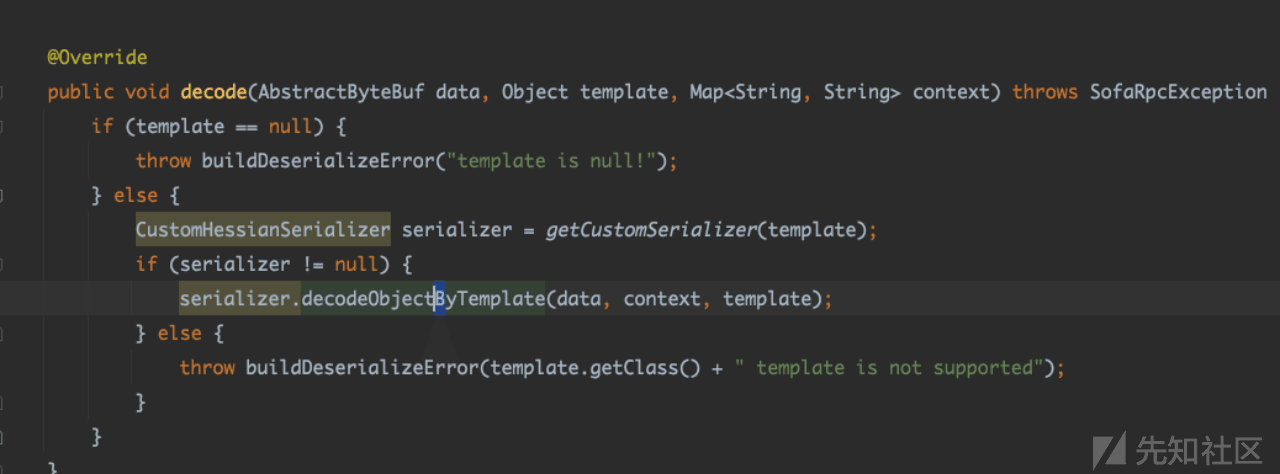 @Override
public void decode(AbstractByteBuf data, Object template, Map<String, String> context) throws SofaRpcException
if (template == null) {
throw buildDeserializeError("template is null!");
} else {
CustomHessianSerializer serializer = getCustomSerializer(template);
if (serializer != null) {
serializer.decodeObjectByTemplate(data, context, template);
} else {
throw buildDeserializeError(template.getClass() + " template is not supported");
}
}
}
先知社区